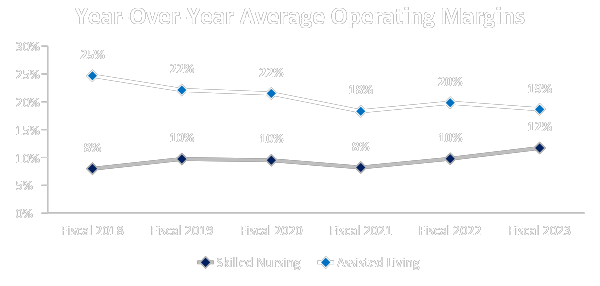 Year-Over-Year Average Operating Margins
30%
25%
20%
15%
10%
5%
0%
25%
22%
22%
18%
20%
19%
8%
10%
10%
8%
10%
12%
Fiscal 2018
Fiscal 2019
Fiscal 2020
Fiscal 2021
Fiscal 2022
Fiscal 2023
Skilled Nursing
Assisted Living